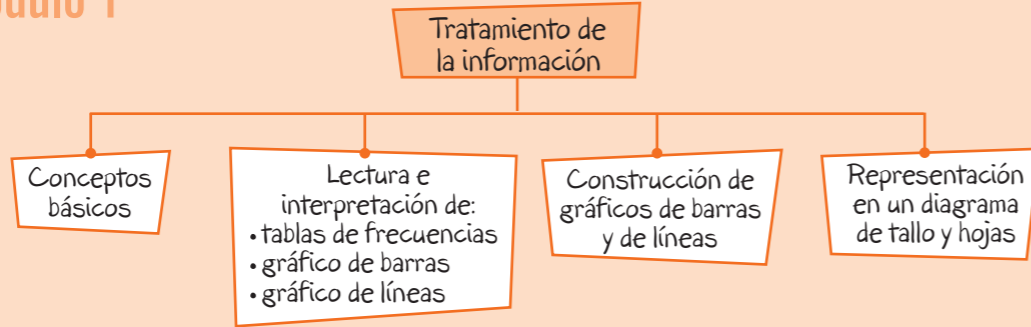 Tratamiento de
la información
Conceptos
básicos
Lectura e
interpretación de:
• tablas de frecuencias
• gráfico de barras
• gráfico de líneas
Construcción de
gráficos de barras
y de líneas
Representación
en un diagrama
de tallo y hojas